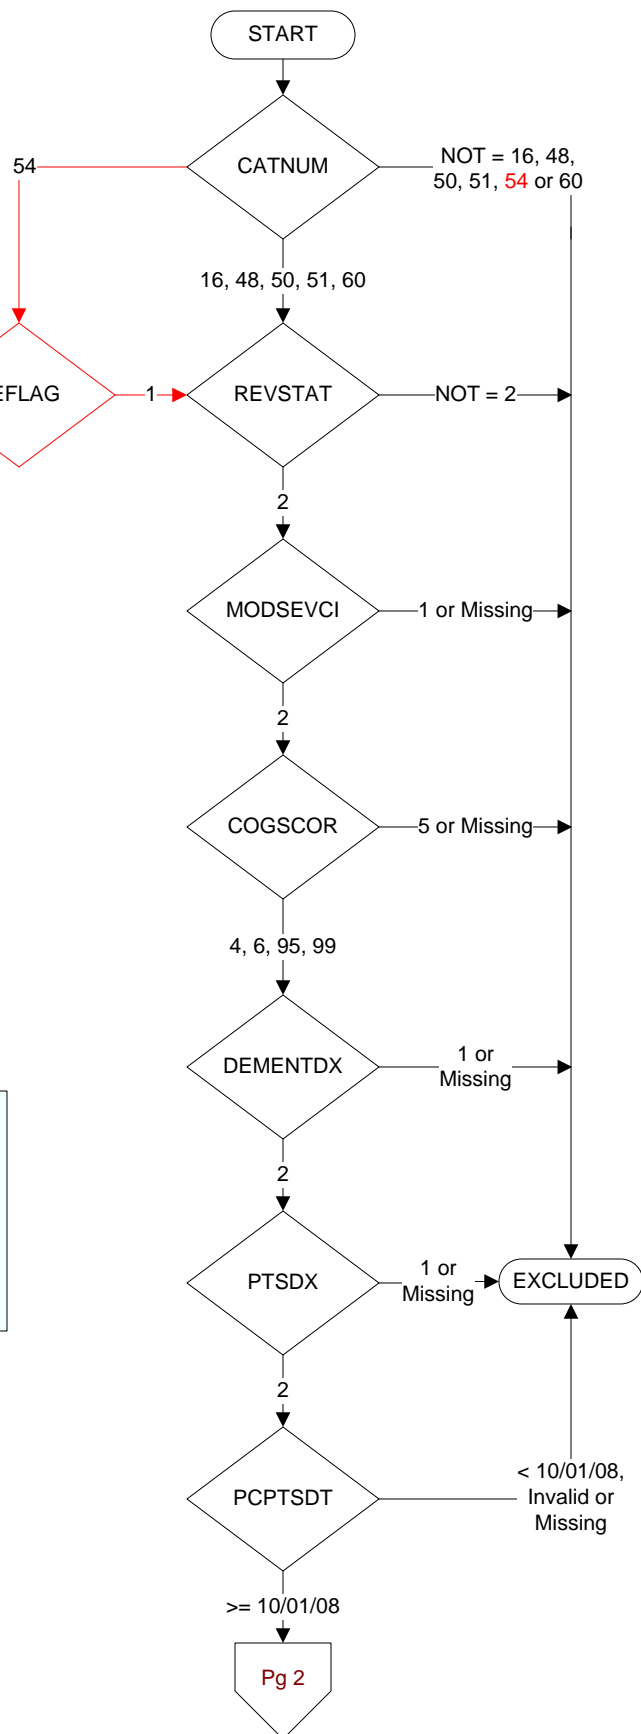 START
CATNUM
54
NOT = 16, 48,
50, 51, 54 or 60
16, 48, 50, 51, 60
EFLAG
1
REVSTAT
NOT = 2
2
MODSEVCI
1 or Missing
2
COGSCOR
5 or Missing
4, 6, 95, 99
DEMENTDX
1 or
Missing
2
PTSDX
1 or
Missing
EXCLUDED
2
PCPTSDT
< 10/01/08,
Invalid or
Missing
>= 10/01/08
Pg 2